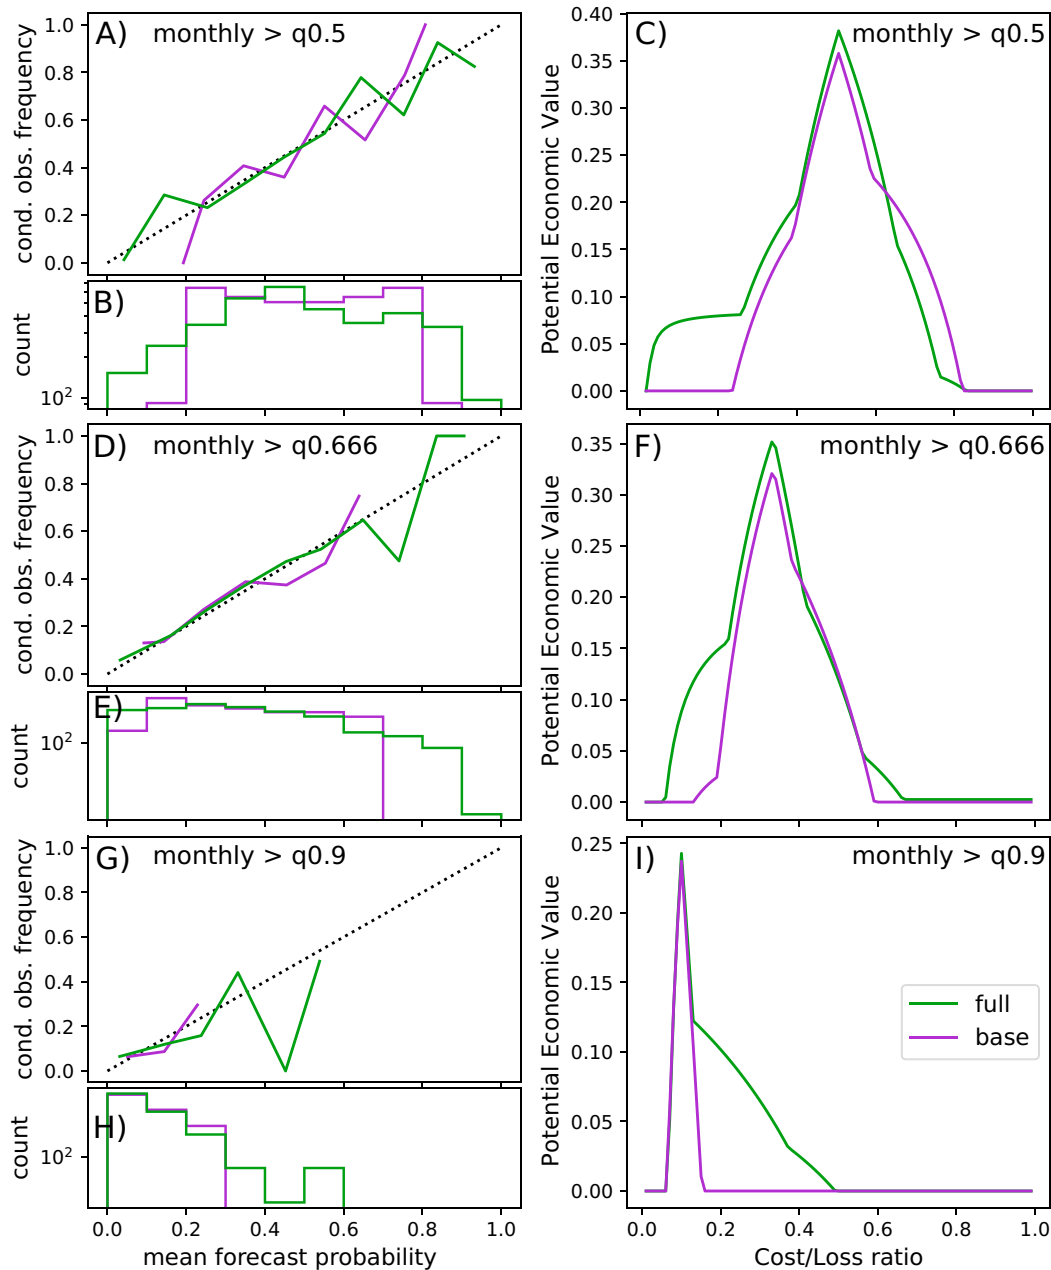 A) monthly > q0.5
1.0
0.8
0.6
0.4
0.2
0.0
cond. obs. frequency
B)
count
10²
C) monthly > q0.5
0.40
0.35
0.30
0.25
0.20
0.15
0.10
0.05
0.00
Potential Economic Value
D) monthly > q0.666
1.0
0.8
0.6
0.4
0.2
0.0
cond. obs. frequency
E)
count
10²
F) monthly > q0.666
0.35
0.30
0.25
0.20
0.15
0.10
0.05
0.00
Potential Economic Value
G) monthly > q0.9
1.0
0.8
0.6
0.4
0.2
0.0
cond. obs. frequency
H)
count
10²
0.0 0.2 0.4 0.6 0.8 1.0
mean forecast probability
I) monthly > q0.9
0.25
0.20
0.15
0.10
0.05
0.00
Potential Economic Value
full
base
0.0 0.2 0.4 0.6 0.8 1.0
Cost/Loss ratio